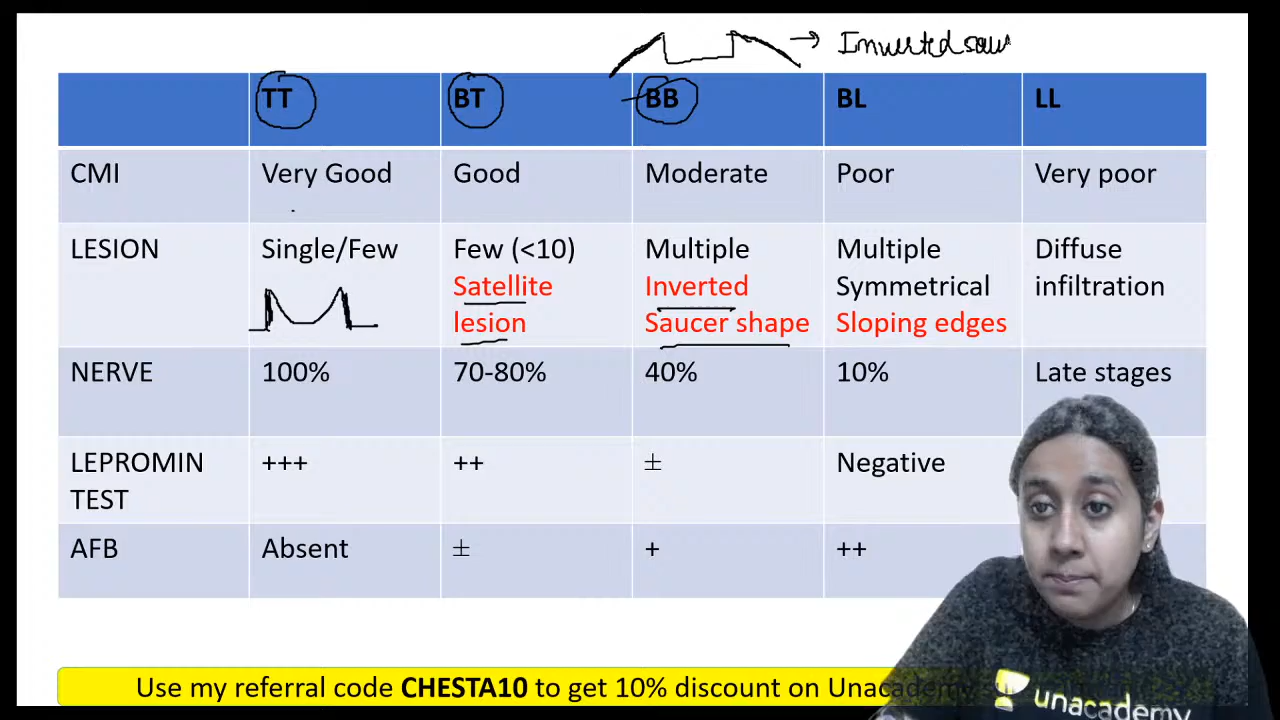 → Inverted sau
TT BT BB BL LL
CMI Very Good Good Moderate Poor Very poor
LESION Single/Few Few (<10) Multiple Multiple Diffuse
Satellite Inverted Symmetrical infiltration
lesion Saucer shape Sloping edges
NERVE 100% 70-80% 40% 10% Late stages
LEPROMIN +++ ++ ± Negative
TEST
AFB Absent ± + ++
Use my referral code CHESTA10 to get 10% discount on Unacademy
unacademy